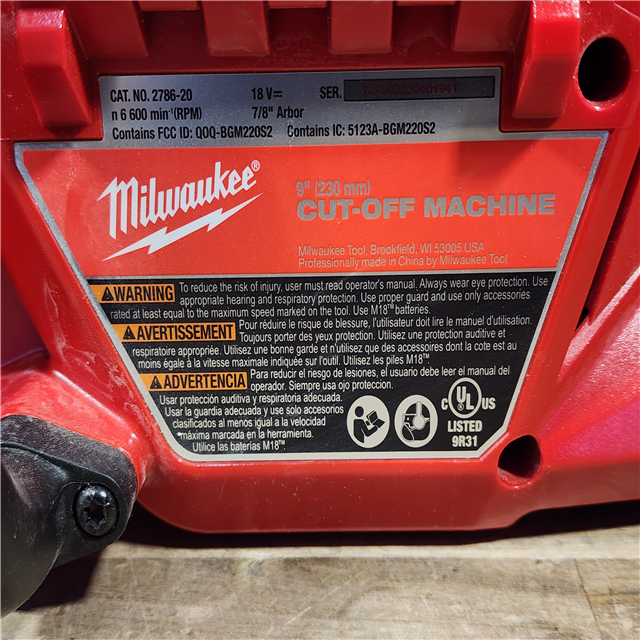 CAT. NO. 2786-20 18 V⎓ SER.
n 6 600 min⁻¹(RPM) 7/8" Arbor
Contains FCC ID: QOQ-BGM220S2 Contains IC: 5123A-BGM220S2
Milwaukee®
9" (230 mm)
CUT-OFF MACHINE
Milwaukee Tool, Brookfield, WI 53005 USA
Professionally made in China by Milwaukee Tool
WARNING To reduce the risk of injury, user must read operator's manual. Always wear eye protection. Use
appropriate hearing and respiratory protection. Use proper guard and use only accessories
rated at least equal to the maximum speed marked on the tool. Use M18™ batteries.
AVERTISSEMENT Pour réduire le risque de blessure, l'utilisateur doit lire le manuel d'utilisation.
Toujours porter des yeux protection. Utilisez une protection auditive et
respiratoire appropriée. Utilisez une bonne garde et n'utilisez que des accessoires dont la cote est au
moins égale à la vitesse maximale indiquée sur l'outil. Utilisez les piles M18™.
ADVERTENCIA Para reducir el riesgo de lesiones, el usuario debe leer el manual del
operador. Siempre usa ojo protección.
Usar protección auditiva y respiratoria adecuada.
Usar la guardia adecuada y use solo accesorios
clasificados al menos igual a la velocidad
*máxima marcada en la herramienta.
Utilice las baterías M18™.
C UL US
LISTED
9R31